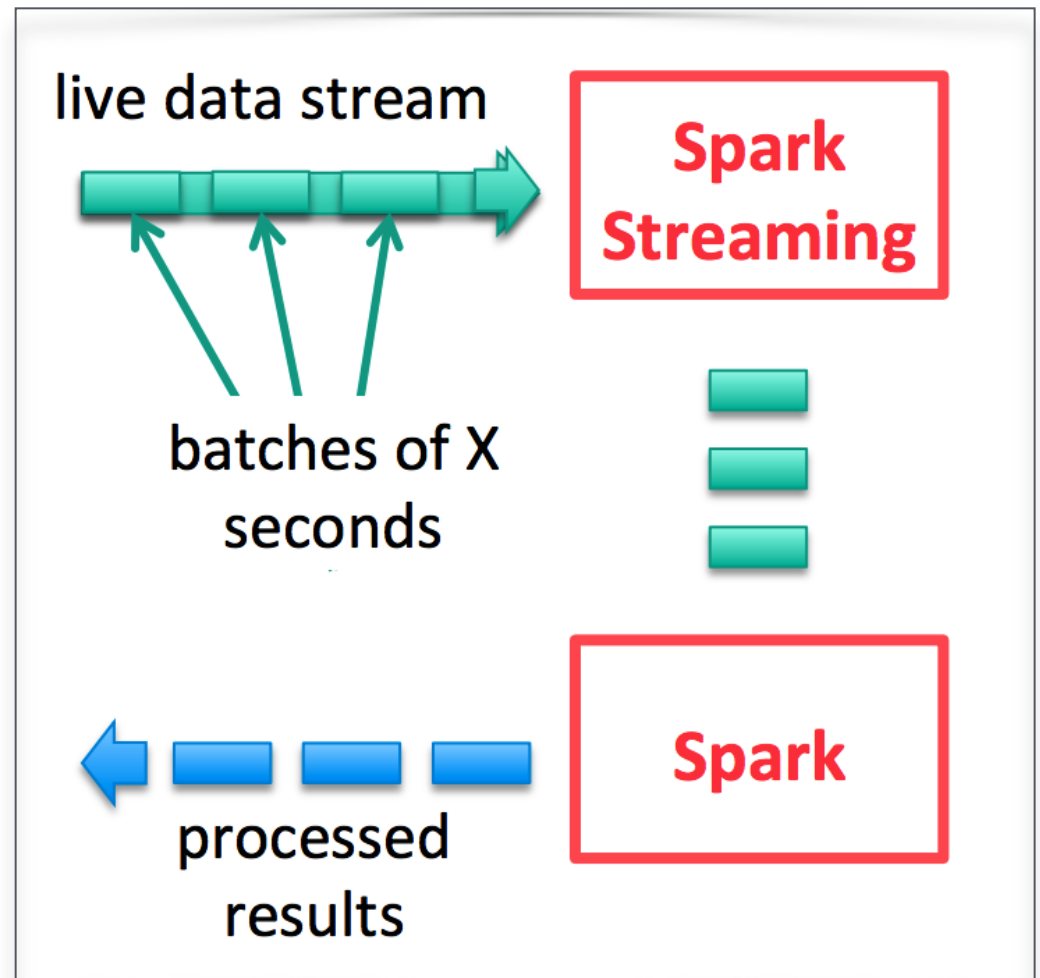 live data stream
Spark
Streaming
batches of X
seconds
Spark
processed
results